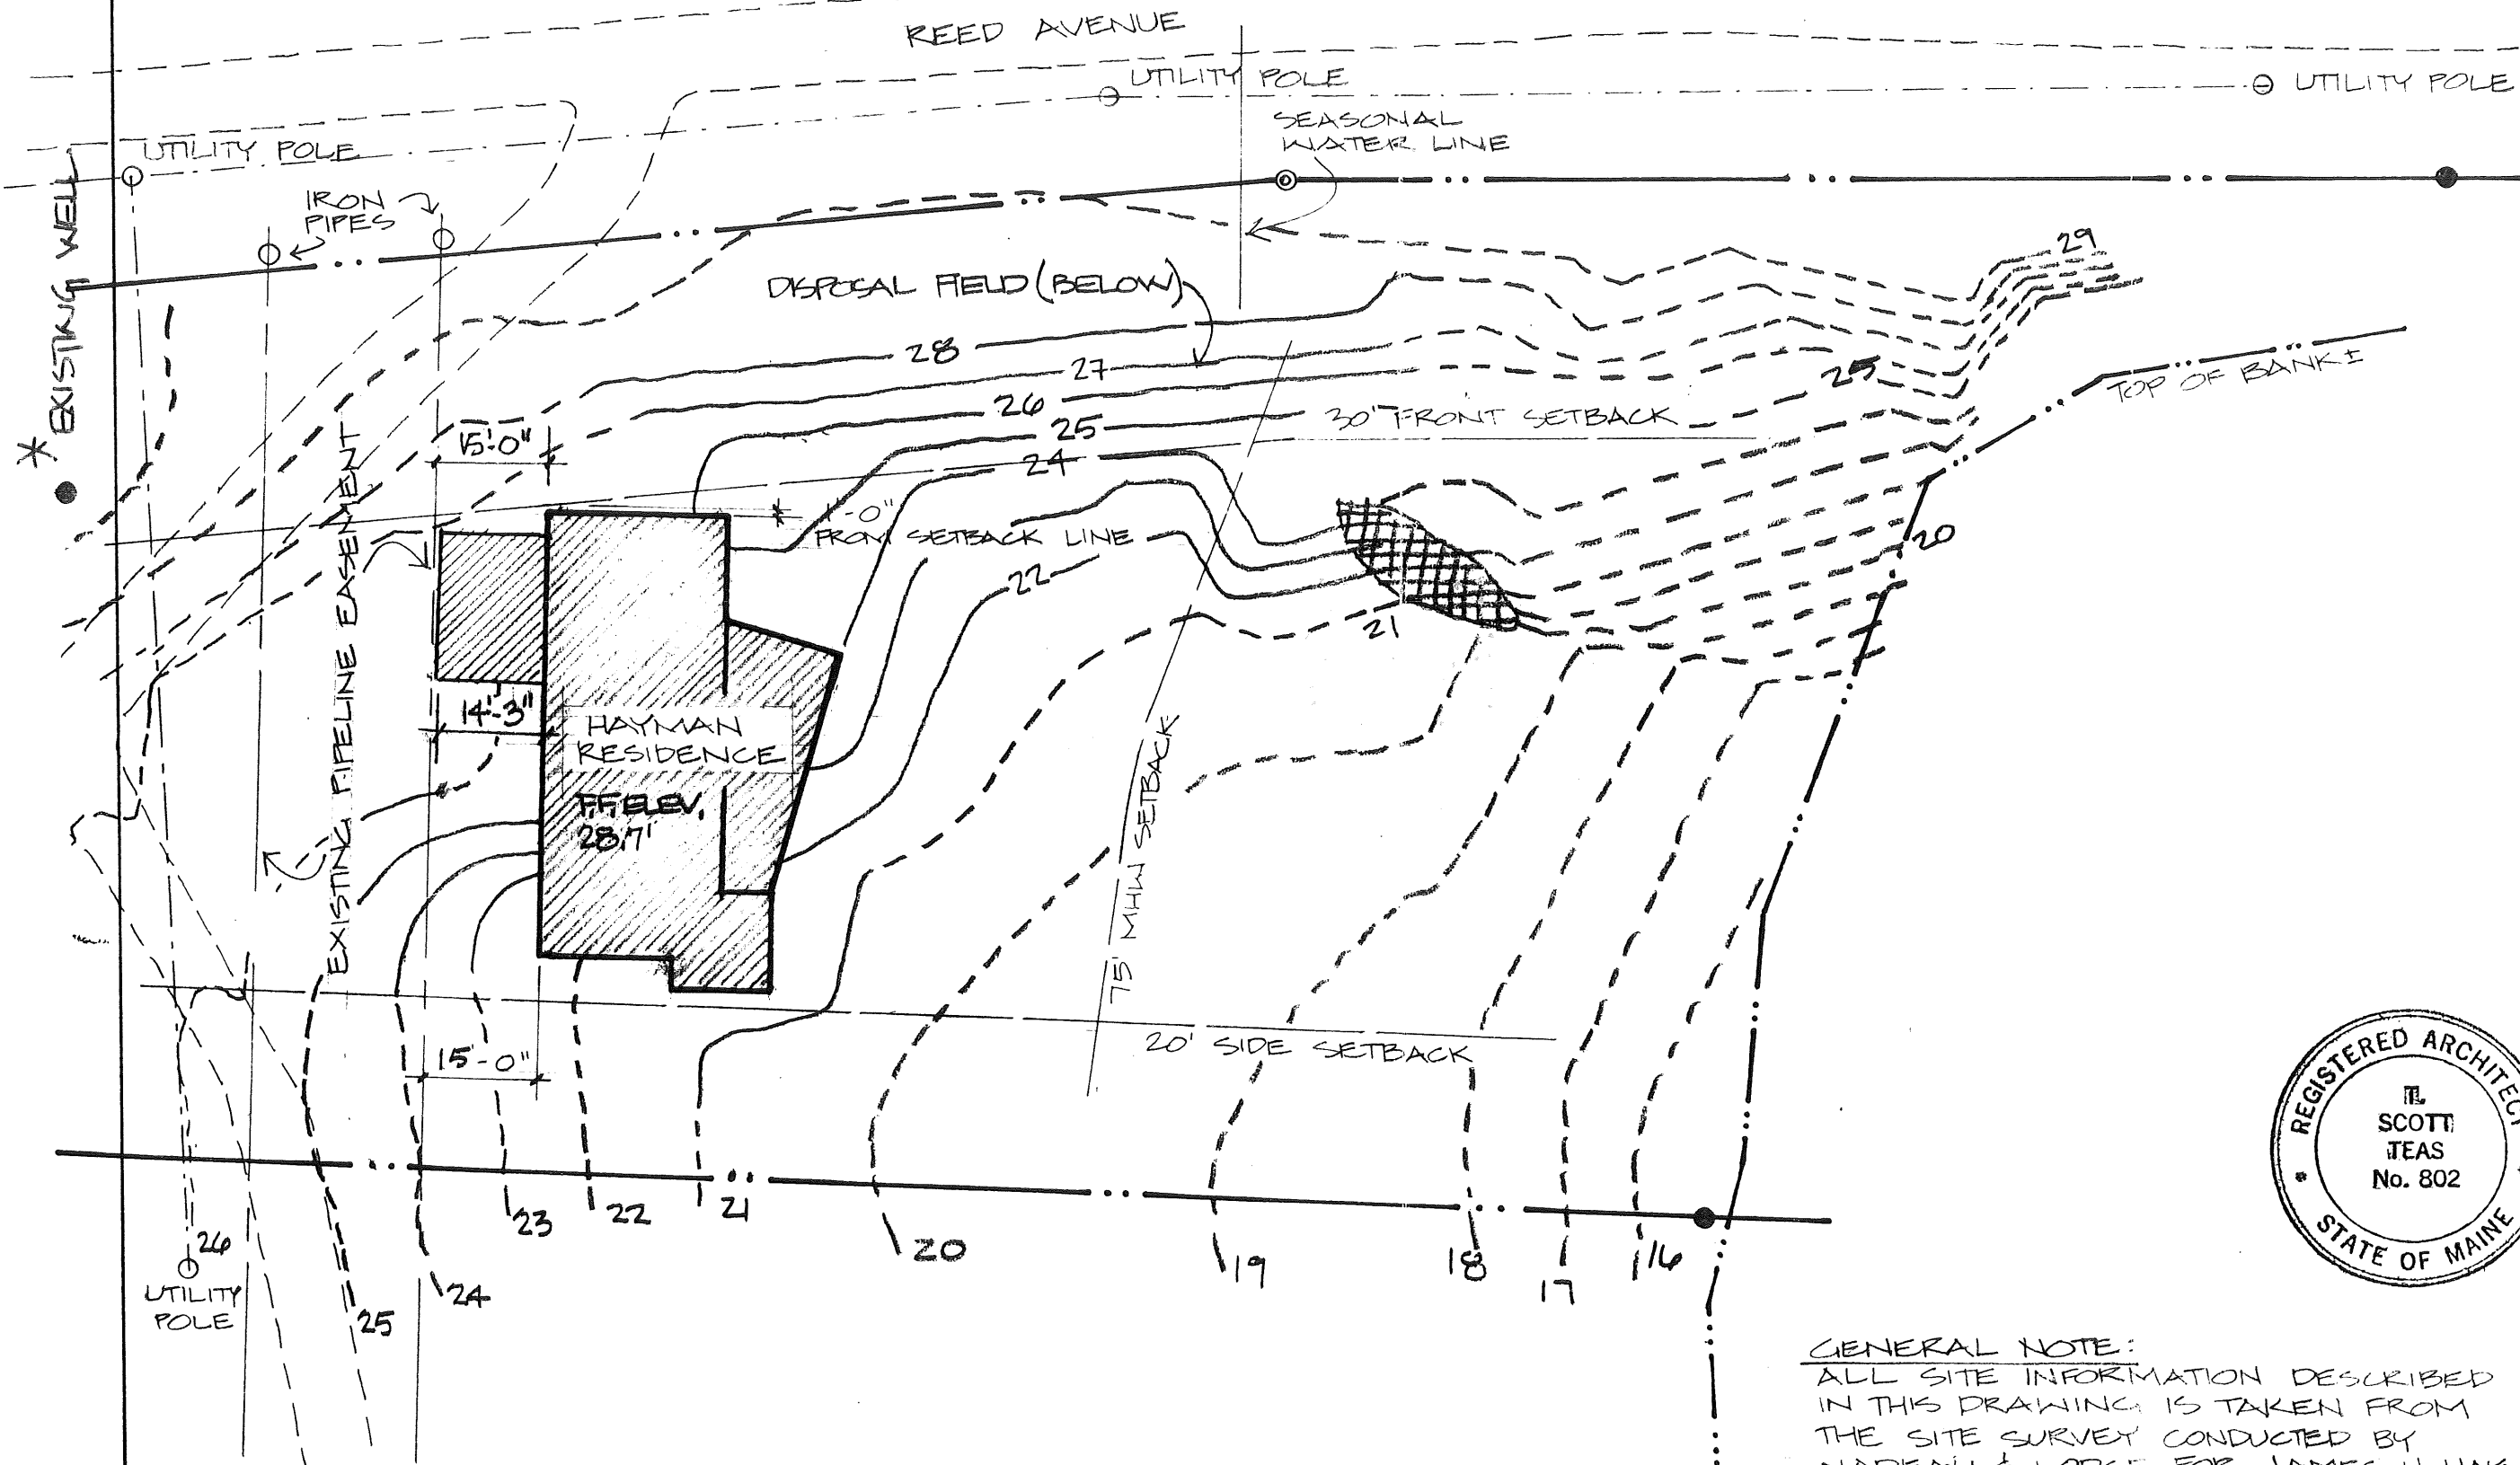 REED AVENUE
UTILITY POLE
UTILITY POLE
SEASONAL
WATER LINE
UTILITY POLE
IRON
PIPES
* EXISTING WELL
29
DISPOSAL FIELD (BELOW)
28
27
26
25
24
25
TOP OF BANK ±
30' FRONT SETBACK
15'-0"
1'-0"
FRONT SETBACK LINE
EXISTING PIPELINE EASEMENT
22
21
20
14'-3"
HAYMAN
RESIDENCE
F.F. ELEV.
28.7'
75' MHW SETBACK
20' SIDE SETBACK
15'-0"
26
UTILITY
POLE
25
24
23
22
21
20
19
18
17
16
REGISTERED ARCHITECT
SCOTT
TEAS
No. 802
STATE OF MAINE
GENERAL NOTE:
ALL SITE INFORMATION DESCRIBED
IN THIS DRAWING IS TAKEN FROM
THE SITE SURVEY CONDUCTED BY
FOR JAMES